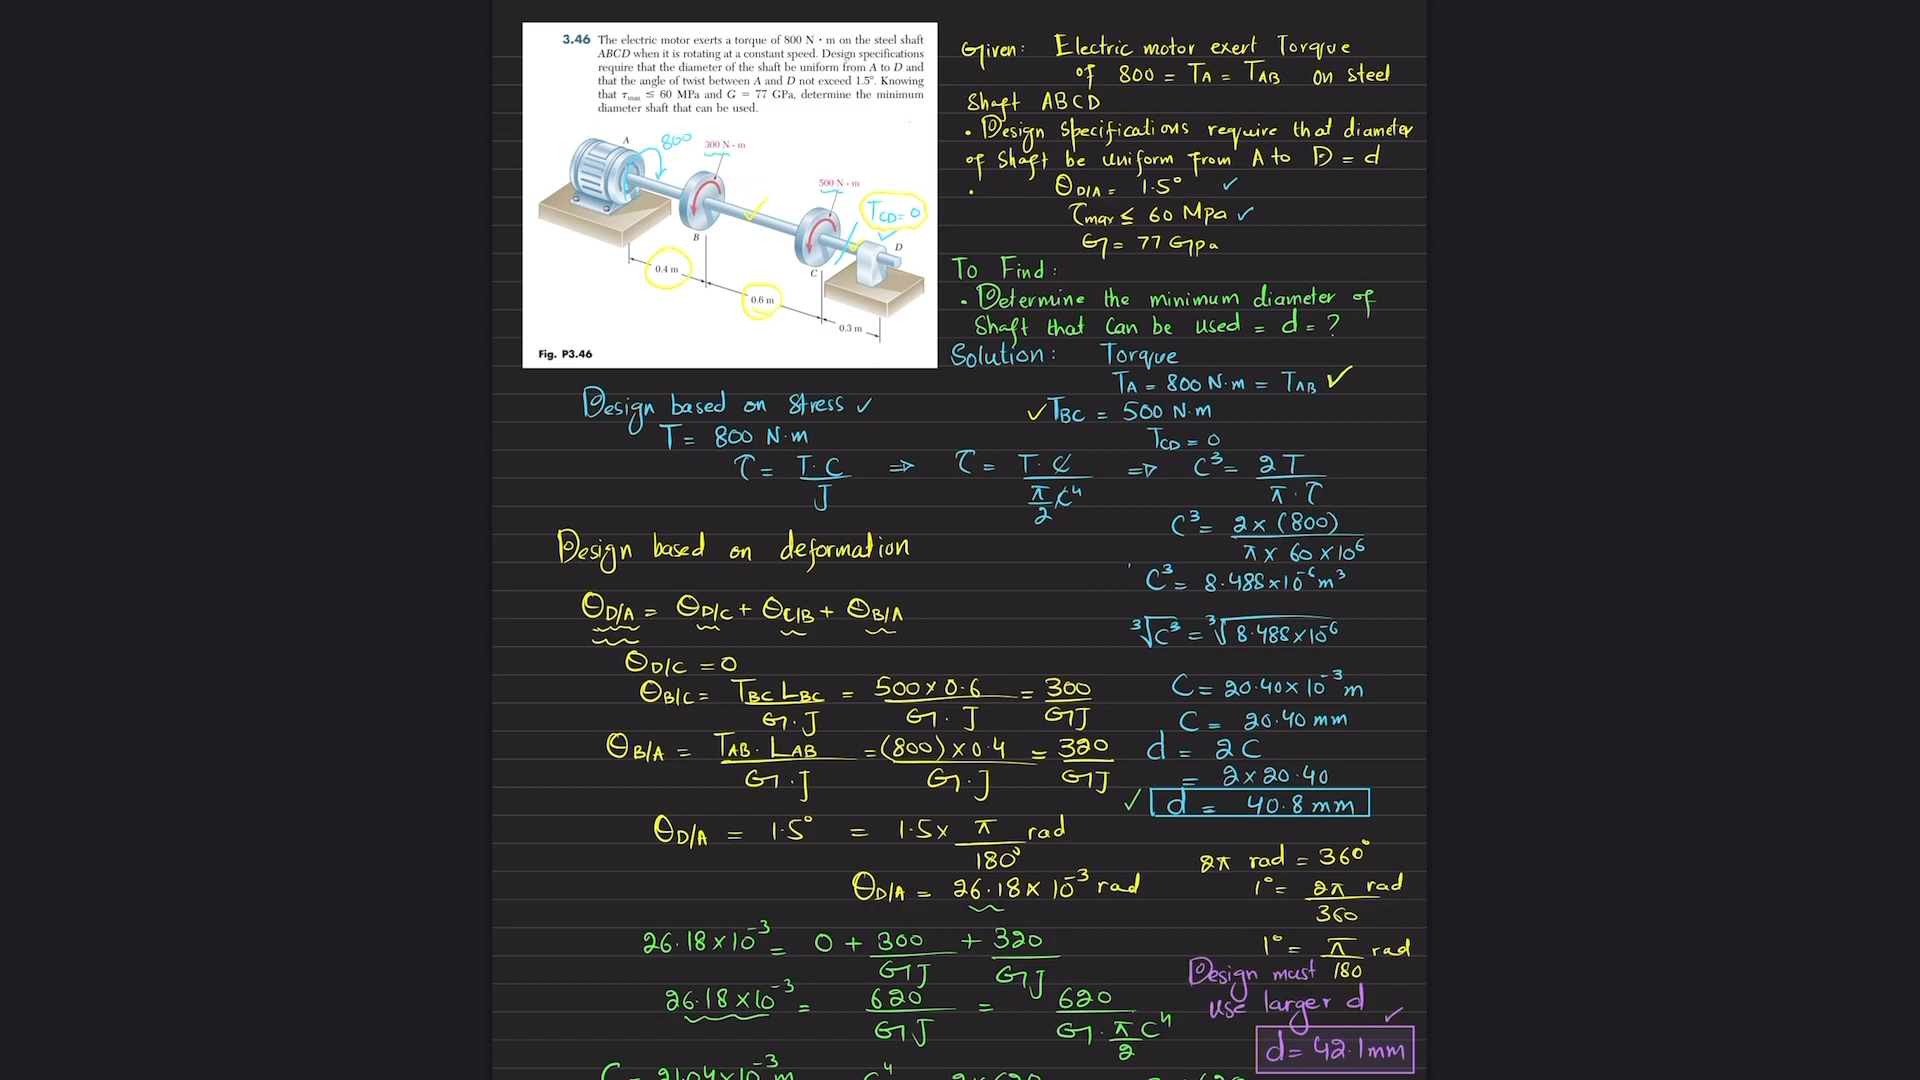 3.46 The electric motor exerts a torque of 800 N · m on the steel shaft
ABCD when it is rotating at a constant speed. Design specifications
require that the diameter of the shaft be uniform from A to D and
that the angle of twist between A and D not exceed 1.5°. Knowing
that τmax ≤ 60 MPa and G = 77 GPa, determine the minimum
diameter shaft that can be used.
A
800
300 N · m
500 N · m
TCD = 0
B
D
C
0.4 m
0.6 m
0.3 m
Fig. P3.46
Given: Electric motor exert Torque
of 800 = TA = TAB on steel
Shaft ABCD
• Design Specifications require that diameter
of Shaft be uniform from A to D = d
• ΘD/A = 1.5° ✓
τmax ≤ 60 Mpa ✓
G = 77 Gpa
To Find:
• Determine the minimum diameter of
Shaft that can be used = d = ?
Solution: Torque
TA = 800 N·m = TAB ✓
✓ TBC = 500 N·m
TCD = 0
Design based on Stress ✓
T = 800 N·m
τ = T·C / J ⇒ τ = T·C / π/2 C⁴ ⇒ C³ = 2T / π·τ
C³ = 2 × (800) / π × 60 × 10⁶
C³ = 8.488 × 10⁻⁶ m³
³√C³ = ³√8.488 × 10⁻⁶
C = 20.40 × 10⁻³ m
C = 20.40 mm
d = 2C
= 2 × 20.40
✓ d = 40.8 mm
Design based on deformation
ΘD/A = ΘD/C + ΘC/B + ΘB/A
ΘD/C = 0
ΘB/C = TBC LBC / G·J = 500 × 0.6 / G·J = 300 / GJ
ΘB/A = TAB·LAB / G·J = (800) × 0.4 / G·J = 320 / GJ
ΘD/A = 1.5° = 1.5 × π / 180° rad
ΘD/A = 26.18 × 10⁻³ rad
2π rad = 360°
1° = 2π / 360 rad
1° = π / 180 rad
26.18 × 10⁻³ = 0 + 300 / GJ + 320 / GJ
26.18 × 10⁻³ = 620 / GJ = 620 / G·π/2 C⁴
Design must
use larger d ✓
d = 42.1 mm
C = 21.04 × 10⁻³ m